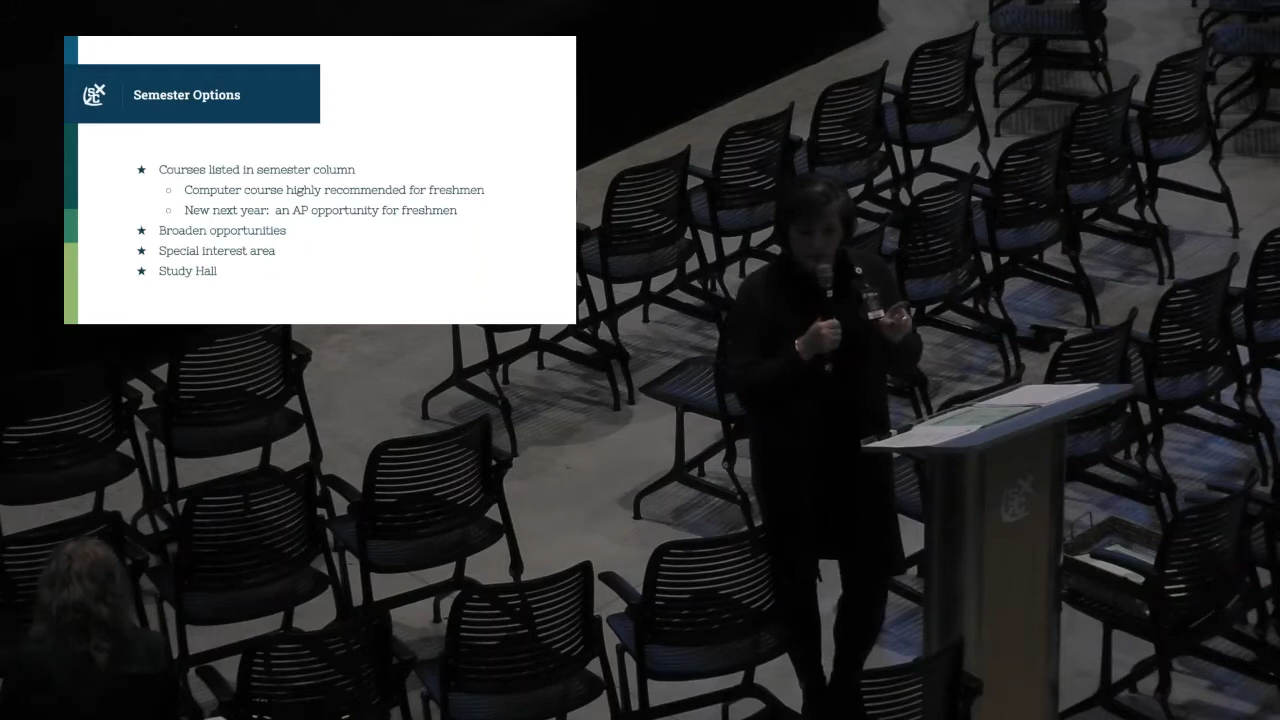 Semester Options
★ Courses listed in semester column
○ Computer course highly recommended for freshmen
○ New next year: an AP opportunity for freshmen
★ Broaden opportunities
★ Special interest area
★ Study Hall